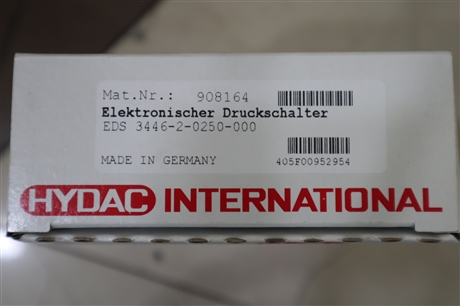 Mat.Nr.: 908164
Elektronischer Druckschalter
EDS 3446-2-0250-000
MADE IN GERMANY
405F00952954
HYDAC INTERNATIONAL